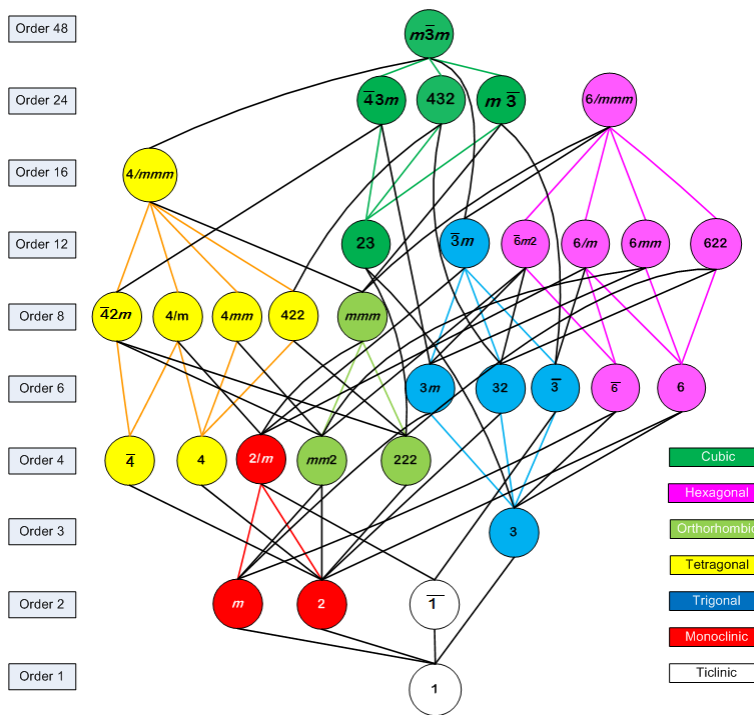 Order 48
m3̅m
Order 24
4̅3m
432
m 3̅
6/mmm
Order 16
4/mmm
Order 12
23
3̅m
6̅m2
6/m
6mm
622
Order 8
4̅2m
4/m
4mm
422
mmm
Order 6
3m
32
3̅
6̅
6
Order 4
4̅
4
2/m
mm2
222
Cubic
Hexagonal
Order 3
3
Orthorhombic
Tetragonal
Order 2
m
2
1̅
Trigonal
Monoclinic
Order 1
1
Ticlinic